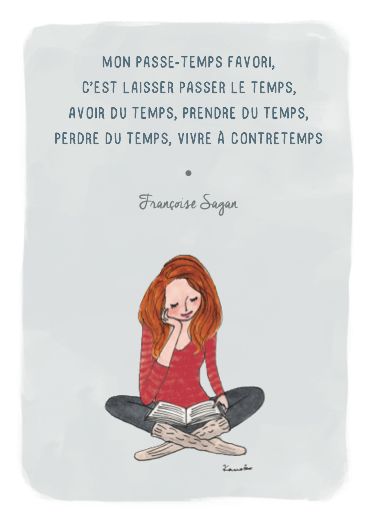 MON PASSE-TEMPS FAVORI,
C'EST LAISSER PASSER LE TEMPS,
AVOIR DU TEMPS, PRENDRE DU TEMPS,
PERDRE DU TEMPS, VIVRE À CONTRETEMPS
•
Françoise Sagan